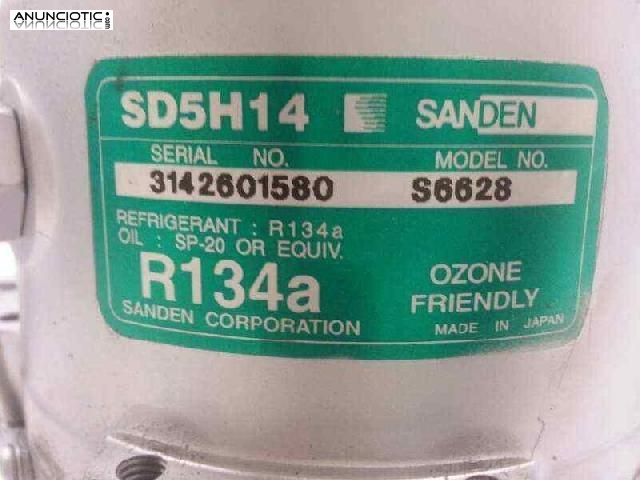 ANUNCIOTIC.com
SD5H14 SANDEN
SERIAL NO. MODEL NO.
3142601580 S6628
REFRIGERANT : R134a
OIL : SP-20 OR EQUIV.
R134a OZONE FRIENDLY
SANDEN CORPORATION MADE IN JAPAN